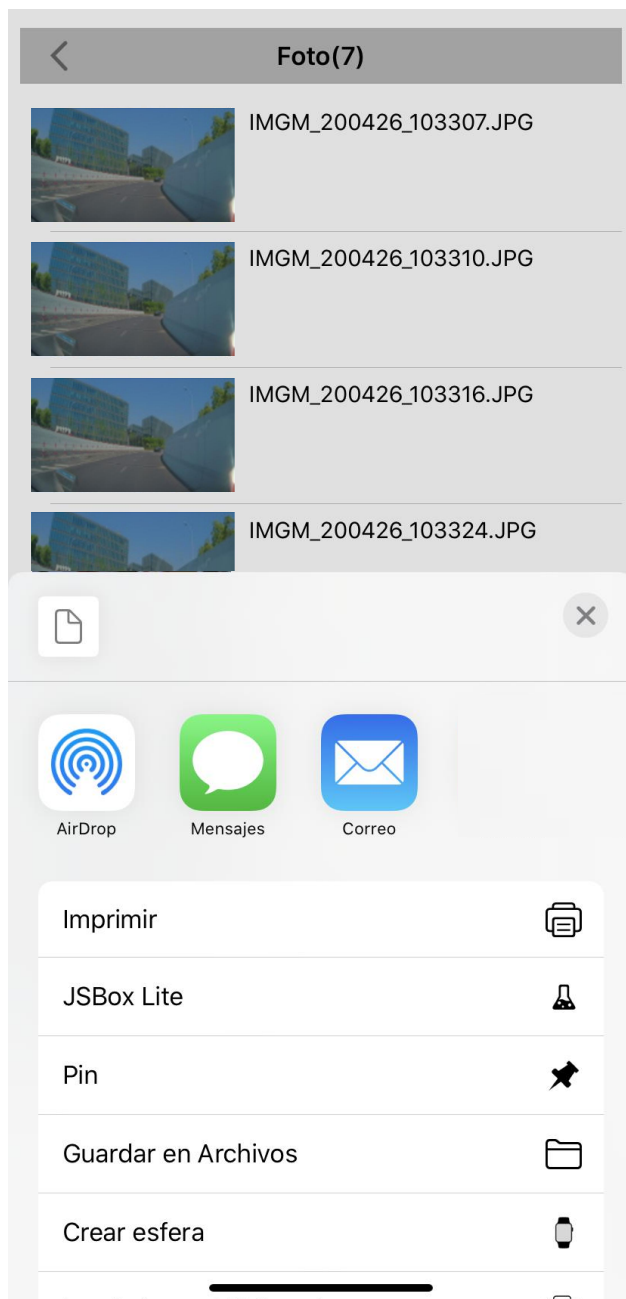 Foto(7)
IMGM_200426_103307.JPG
IMGM_200426_103310.JPG
IMGM_200426_103316.JPG
IMGM_200426_103324.JPG
AirDrop
Mensajes
Correo
Imprimir
JSBox Lite
Pin
Guardar en Archivos
Crear esfera